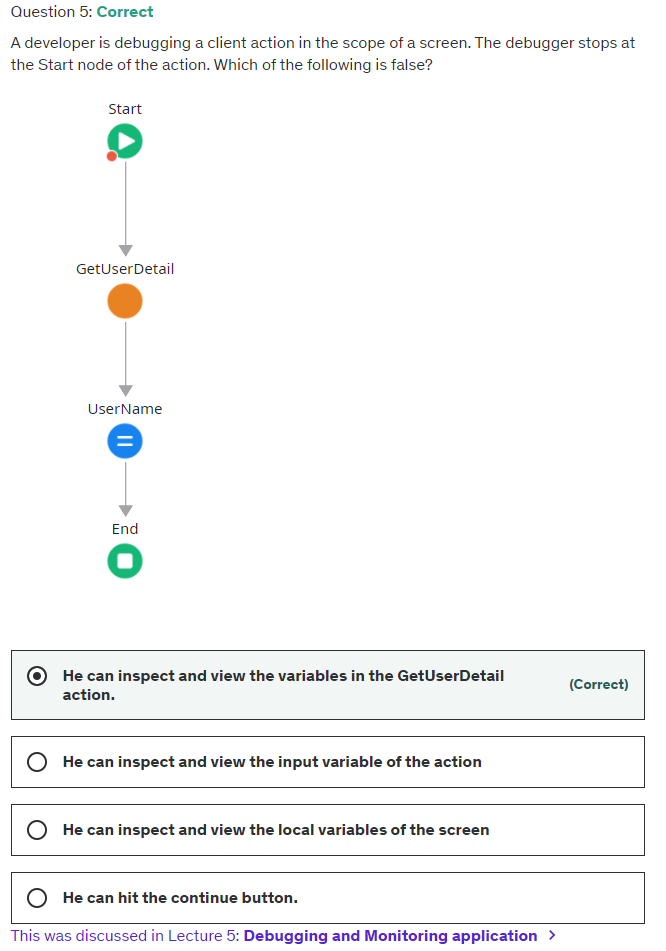 Question 5: Correct
A developer is debugging a client action in the scope of a screen. The debugger stops at
the Start node of the action. Which of the following is false?
Start
GetUserDetail
UserName
End
He can inspect and view the variables in the GetUserDetail
action.
(Correct)
He can inspect and view the input variable of the action
He can inspect and view the local variables of the screen
He can hit the continue button.
This was discussed in Lecture 5: Debugging and Monitoring application >